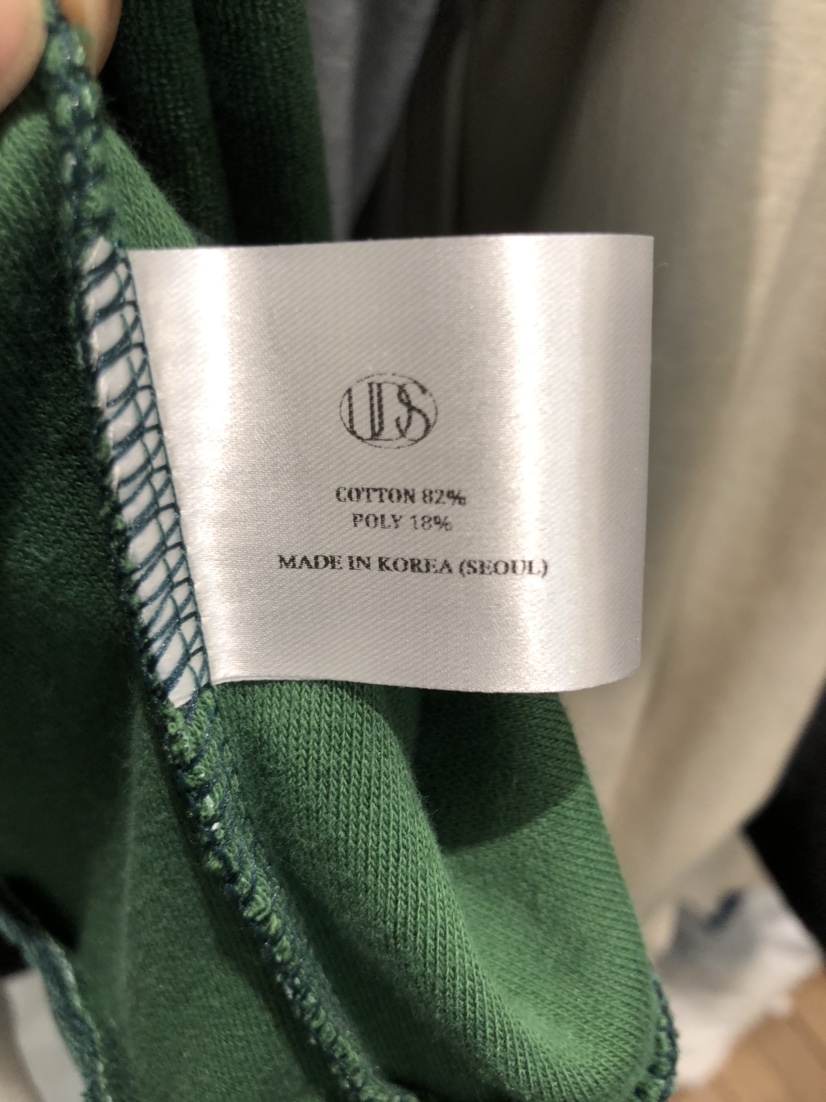 UDS
COTTON 82%
POLY 18%
MADE IN KOREA (SEOUL)